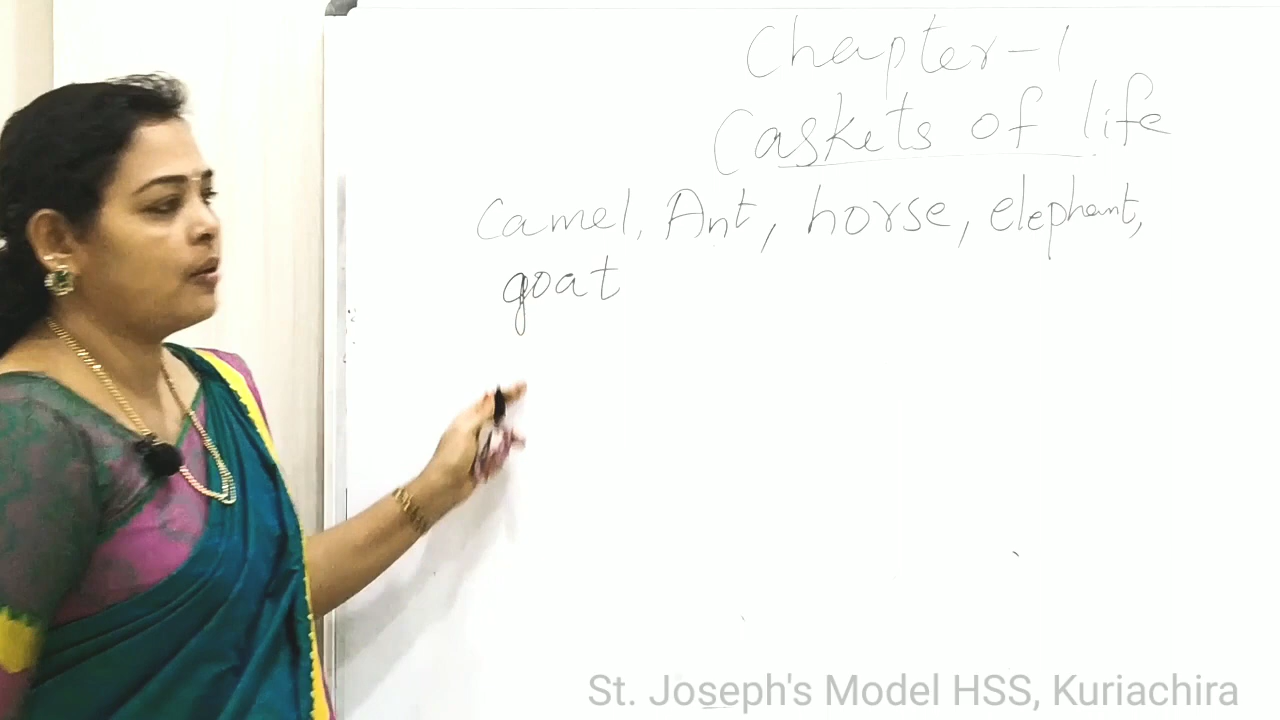 Chapter-1
Caskets of life
Camel, Ant, horse, elephant,
goat
St. Joseph's Model HSS, Kuriachira